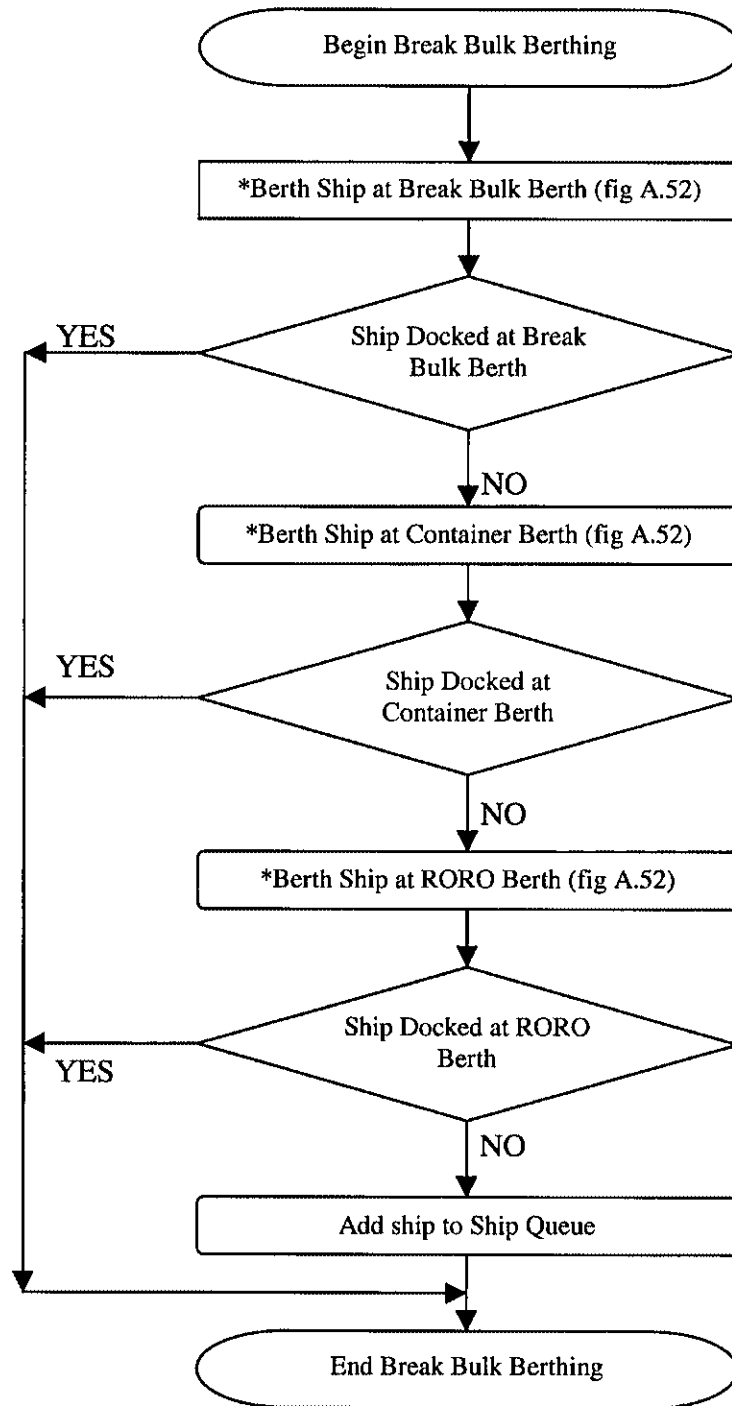 Begin Break Bulk Berthing
*Berth Ship at Break Bulk Berth (fig A.52)
YES
Ship Docked at Break
Bulk Berth
NO
*Berth Ship at Container Berth (fig A.52)
YES
Ship Docked at
Container Berth
NO
*Berth Ship at RORO Berth (fig A.52)
Ship Docked at RORO
Berth
YES
NO
Add ship to Ship Queue
End Break Bulk Berthing